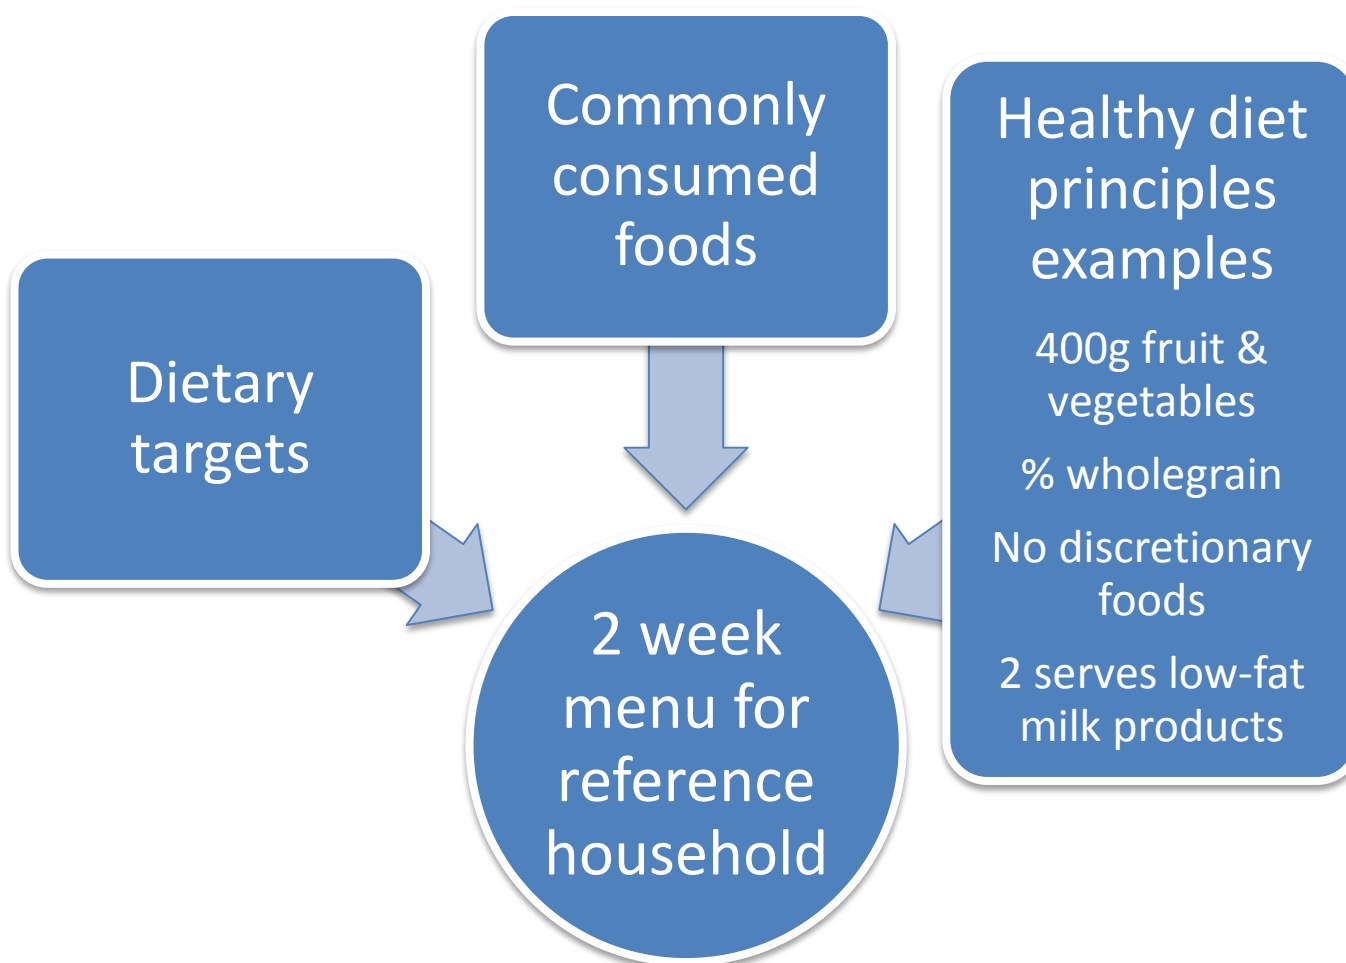 Commonly
consumed
foods
Healthy diet
principles
examples
400g fruit &
vegetables
% wholegrain
No discretionary
foods
2 serves low-fat
milk products
Dietary
targets
2 week
menu for
reference
household